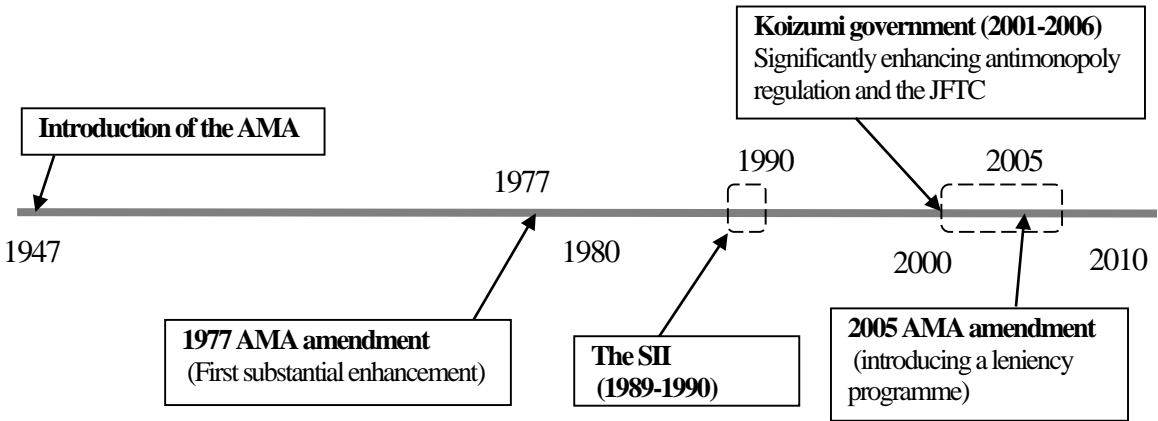 Koizumi government (2001-2006)
Significantly enhancing antimonopoly
regulation and the JFTC
Introduction of the AMA
1990
2005
1977
1947
1980
2000
2010
1977 AMA amendment
(First substantial enhancement)
The SII
(1989-1990)
2005 AMA amendment
(introducing a leniency
programme)